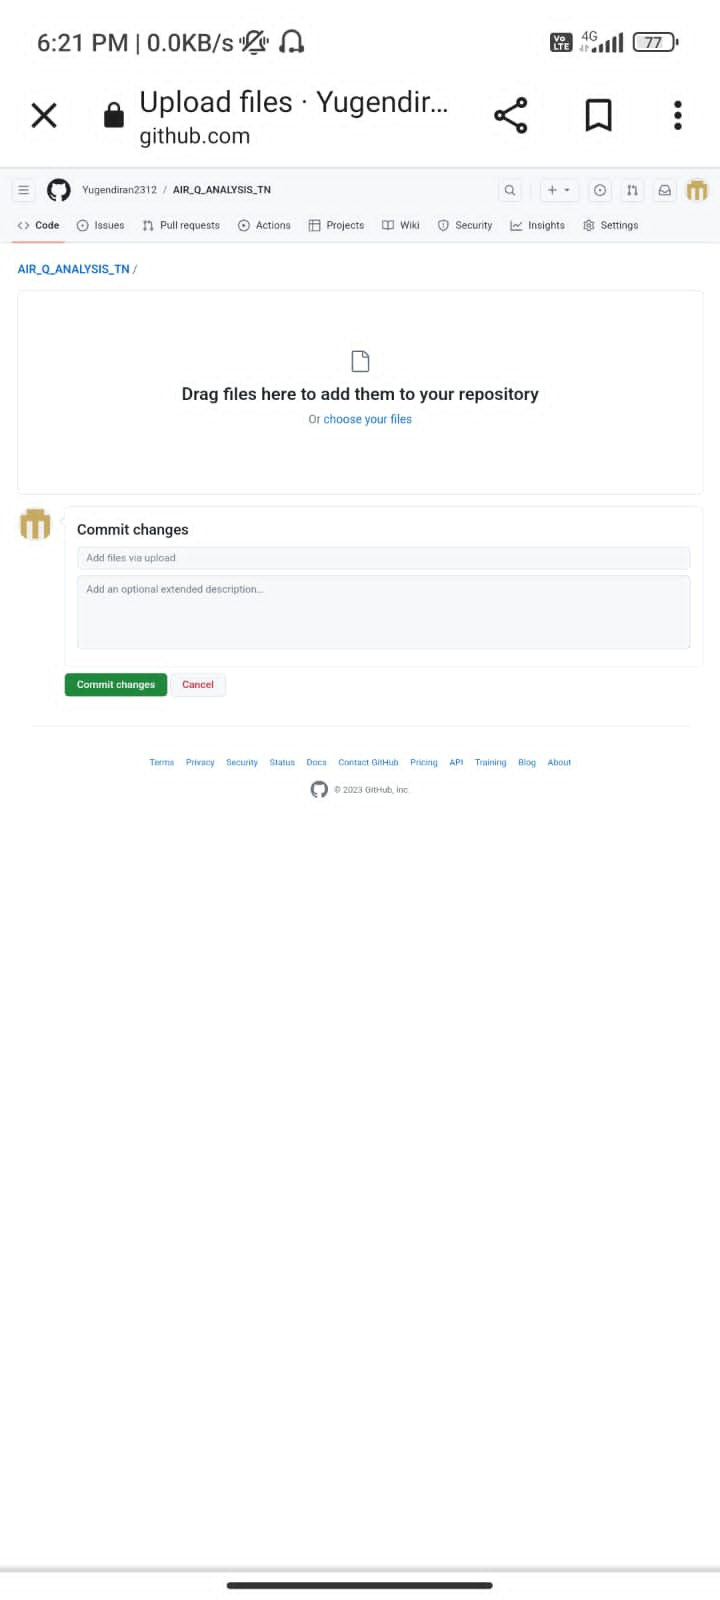 6:21 PM | 0.0KB/s Vo LTE 4G 77
Upload files · Yugendir...
github.com
Yugendiran2312 / AIR_Q_ANALYSIS_TN
Code Issues Pull requests Actions Projects Wiki Security Insights Settings
AIR_Q_ANALYSIS_TN /
Drag files here to add them to your repository
Or choose your files
Commit changes
Add files via upload
Add an optional extended description...
Commit changes Cancel
Terms Privacy Security Status Docs Contact GitHub Pricing API Training Blog About
© 2023 GitHub, Inc.